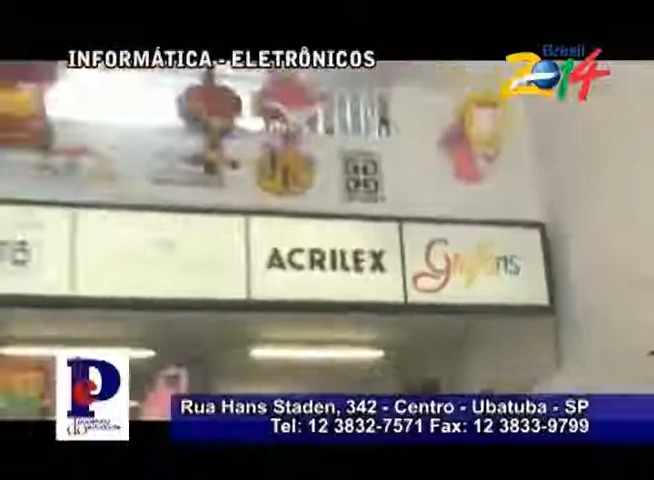 INFORMÁTICA - ELETRÔNICOS
Brasil
2014
ACRILEX
Grafons
Rua Hans Staden, 342 - Centro - Ubatuba - SP
Tel: 12 3832-7571 Fax: 12 3833-9799